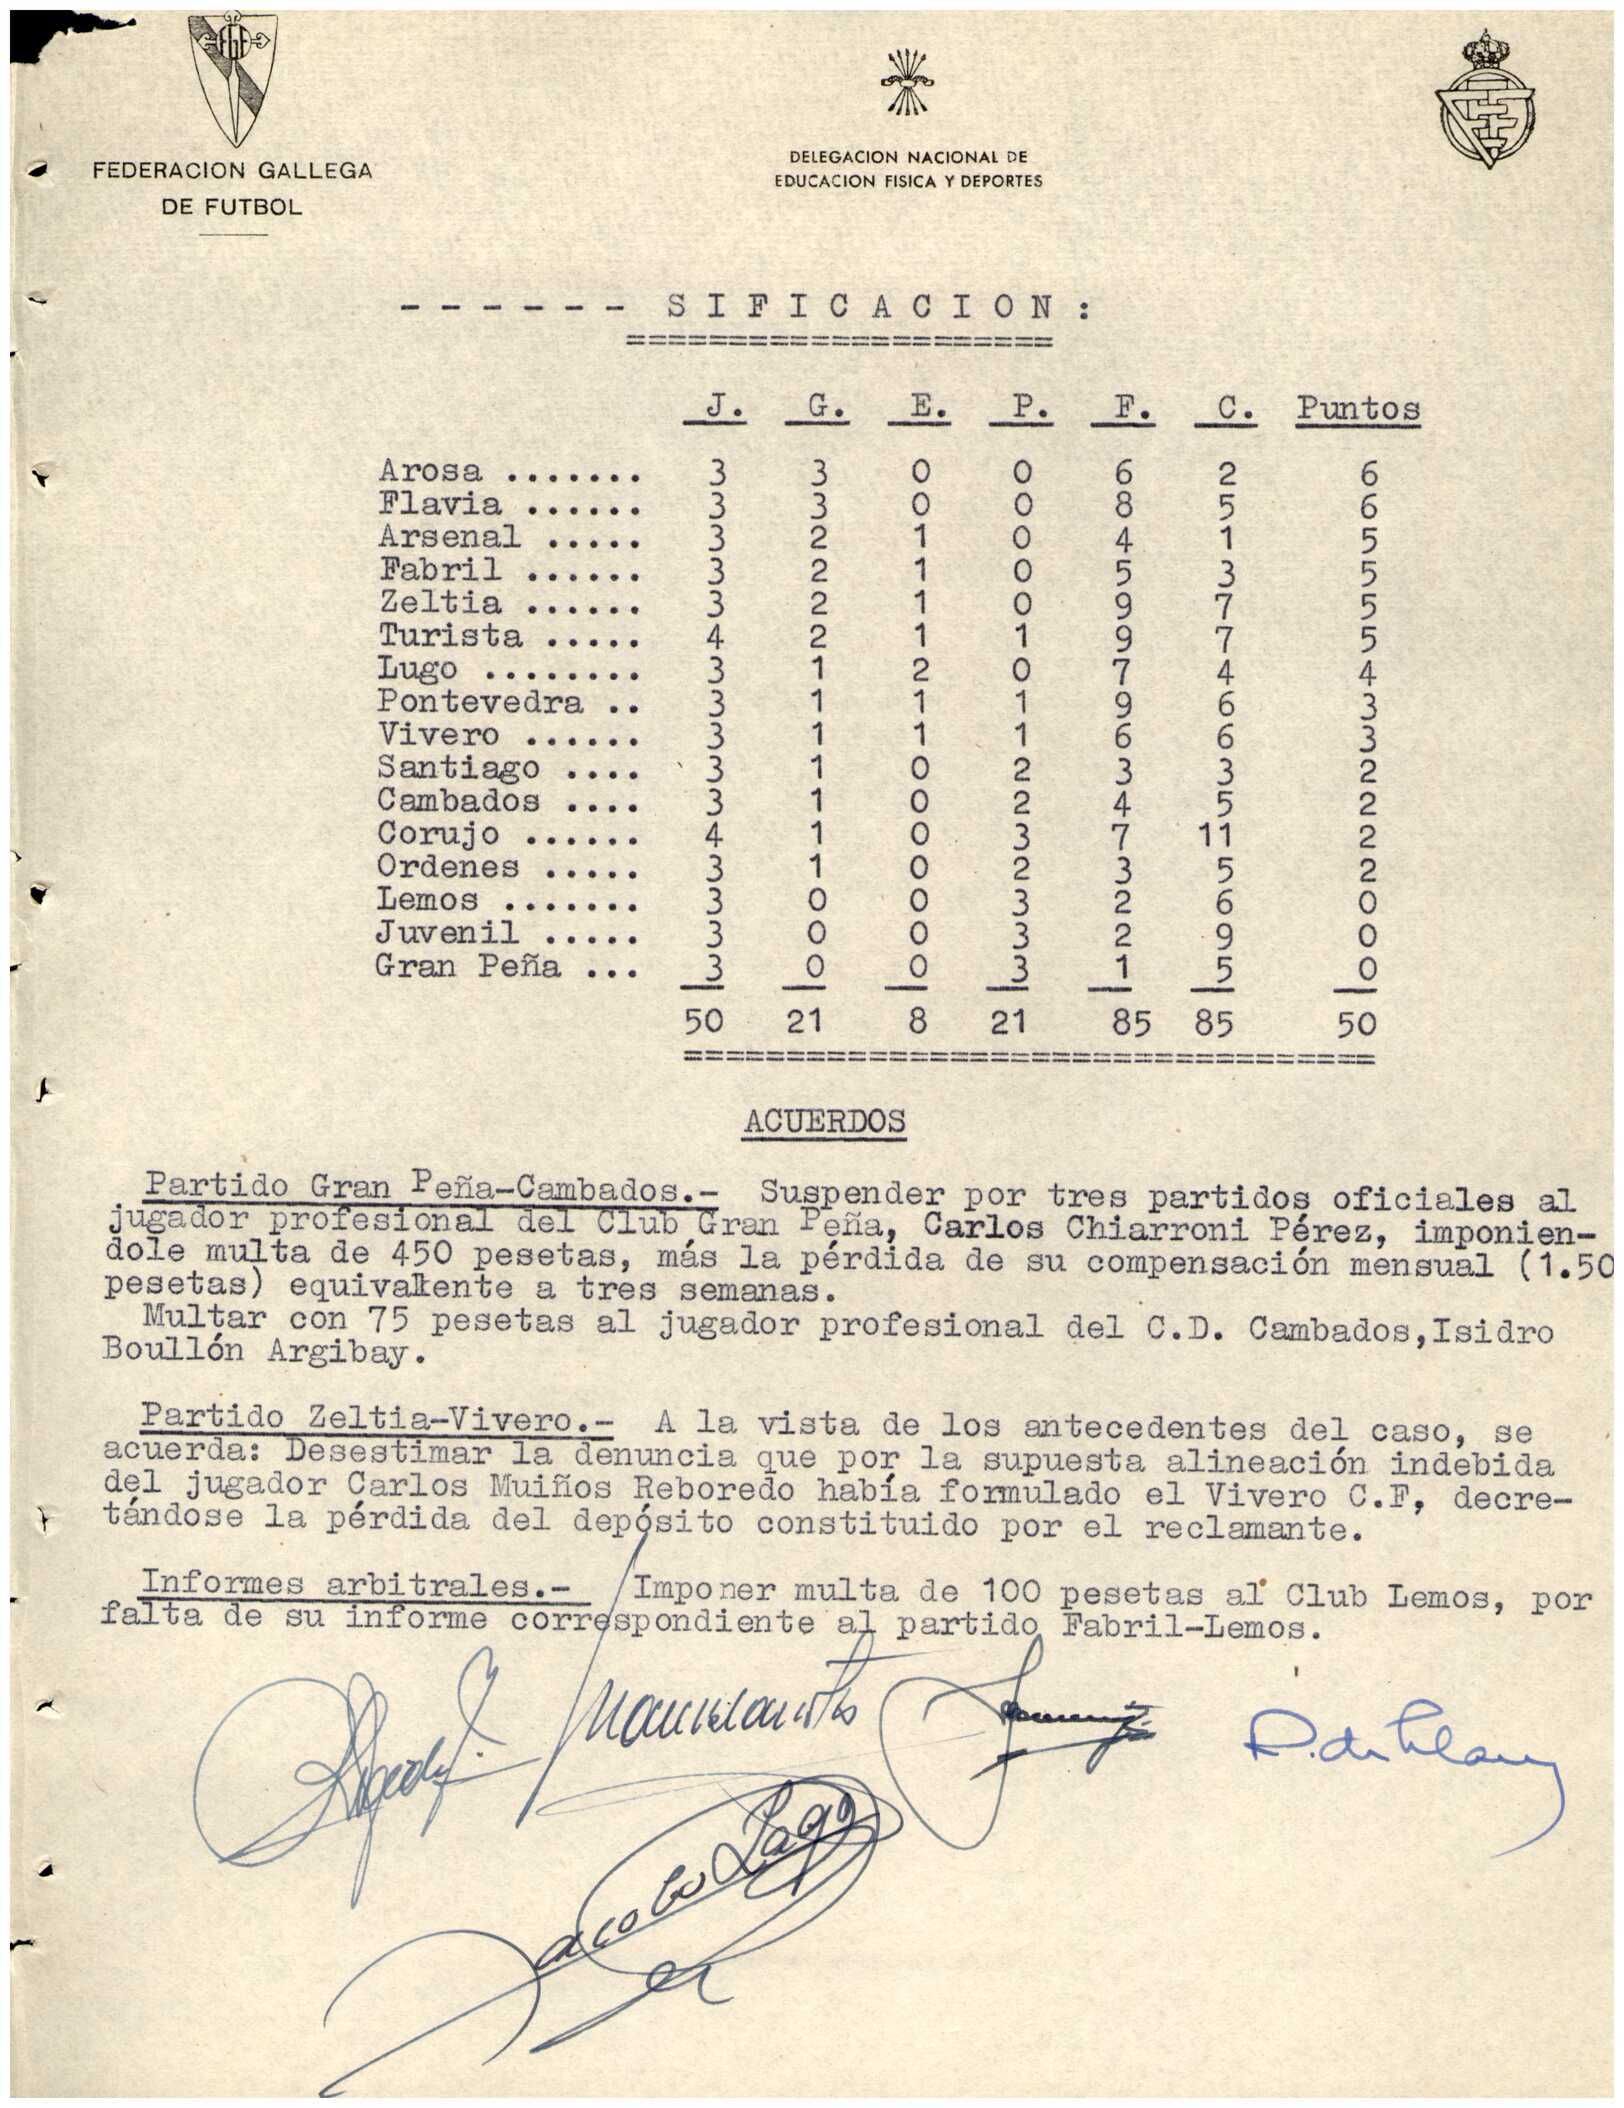 FEDERACION GALLEGA
DE FUTBOL
DELEGACION NACIONAL DE
EDUCACION FISICA Y DEPORTES
- - - - - - S I F I C A C I O N :
=====================
J. G. E. P. F. C. Puntos
Arosa ....... 3 3 0 0 6 2 6
Flavia ...... 3 3 0 0 8 5 6
Arsenal ..... 3 2 1 0 4 1 5
Fabril ...... 3 2 1 0 5 3 5
Zeltia ...... 3 2 1 0 9 7 5
Turista ..... 4 2 1 1 9 7 5
Lugo ........ 3 1 2 0 7 4 4
Pontevedra .. 3 1 1 1 9 6 3
Vivero ...... 3 1 1 1 6 6 3
Santiago .... 3 1 0 2 3 3 2
Cambados .... 3 1 0 2 4 5 2
Corujo ...... 4 1 0 3 7 11 2
Ordenes ..... 3 1 0 2 3 5 2
Lemos ....... 3 0 0 3 2 6 0
Juvenil ..... 3 0 0 3 2 9 0
Gran Peña ... 3 0 0 3 1 5 0
50 21 8 21 85 85 50
==================================
ACUERDOS
Partido Gran Peña-Cambados.- Suspender por tres partidos oficiales al
jugador profesional del Club Gran Peña, Carlos Chiarroni Pérez, imponien-
dole multa de 450 pesetas, más la pérdida de su compensación mensual (1.50
pesetas) equivalente a tres semanas.
Multar con 75 pesetas al jugador profesional del C.D. Cambados,Isidro
Boullón Argibay.
Partido Zeltia-Vivero.- A la vista de los antecedentes del caso, se
acuerda: Desestimar la denuncia que por la supuesta alineación indebida
del jugador Carlos Muiños Reboredo había formulado el Vivero C.F, decre-
tándose la pérdida del depósito constituido por el reclamante.
Informes arbitrales.- Imponer multa de 100 pesetas al Club Lemos, por
falta de su informe correspondiente al partido Fabril-Lemos.
Jacobo Lago